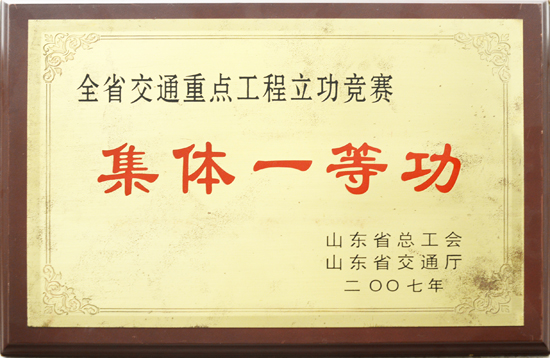 全省交通重点工程立功竞赛
集体一等功
山东省总工会
山东省交通厅
二〇〇七年